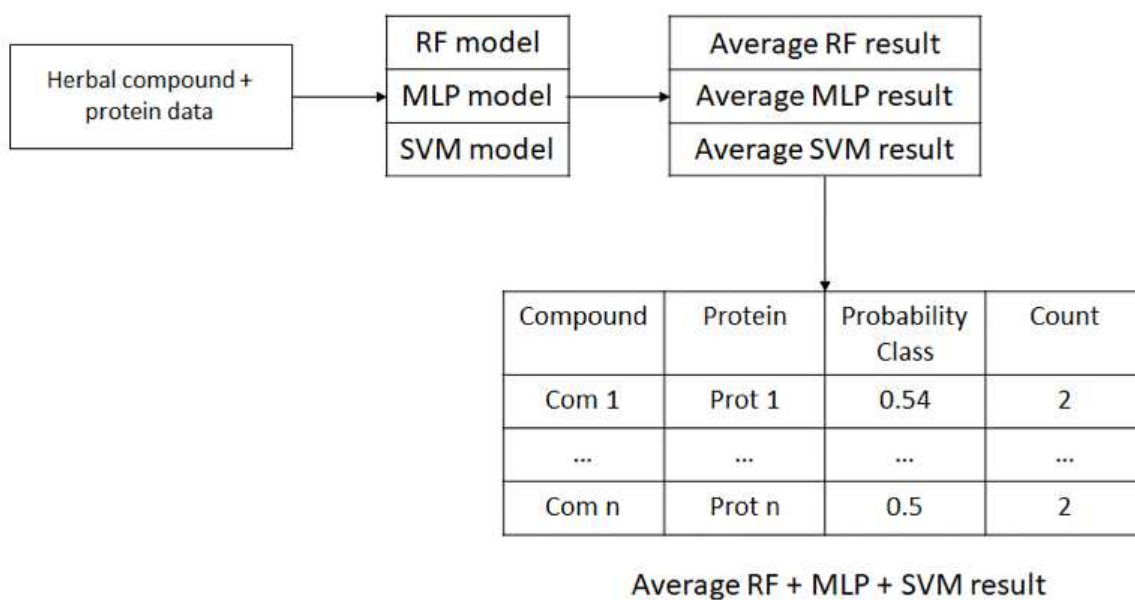 Herbal compound +
protein data
RF model
MLP model
SVM model
Average RF result
Average MLP result
Average SVM result
Compound Protein Probability Class Count
Com 1 Prot 1 0.54 2
... ... ... ...
Com n Prot n 0.5 2
Average RF + MLP + SVM result